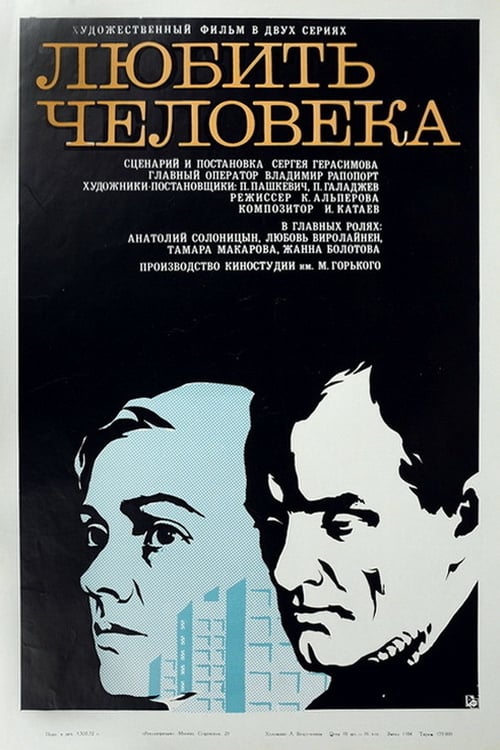 ХУДОЖЕСТВЕННЫЙ ФИЛЬМ В ДВУХ СЕРИЯХ
ЛЮБИТЬ
ЧЕЛОВЕКА
СЦЕНАРИЙ И ПОСТАНОВКА СЕРГЕЯ ГЕРАСИМОВА
ГЛАВНЫЙ ОПЕРАТОР ВЛАДИМИР РАПОПОРТ
ХУДОЖНИКИ-ПОСТАНОВЩИКИ: П. ПАШКЕВИЧ, П. ГАЛАДЖЕВ
РЕЖИССЕР К. АЛЬПЕРОВА
КОМПОЗИТОР И. КАТАЕВ
В ГЛАВНЫХ РОЛЯХ:
АНАТОЛИЙ СОЛОНИЦЫН, ЛЮБОВЬ ВИРОЛАЙНЕН,
ТАМАРА МАКАРОВА, ЖАННА БОЛОТОВА
ПРОИЗВОДСТВО КИНОСТУДИИ им. М. ГОРЬКОГО